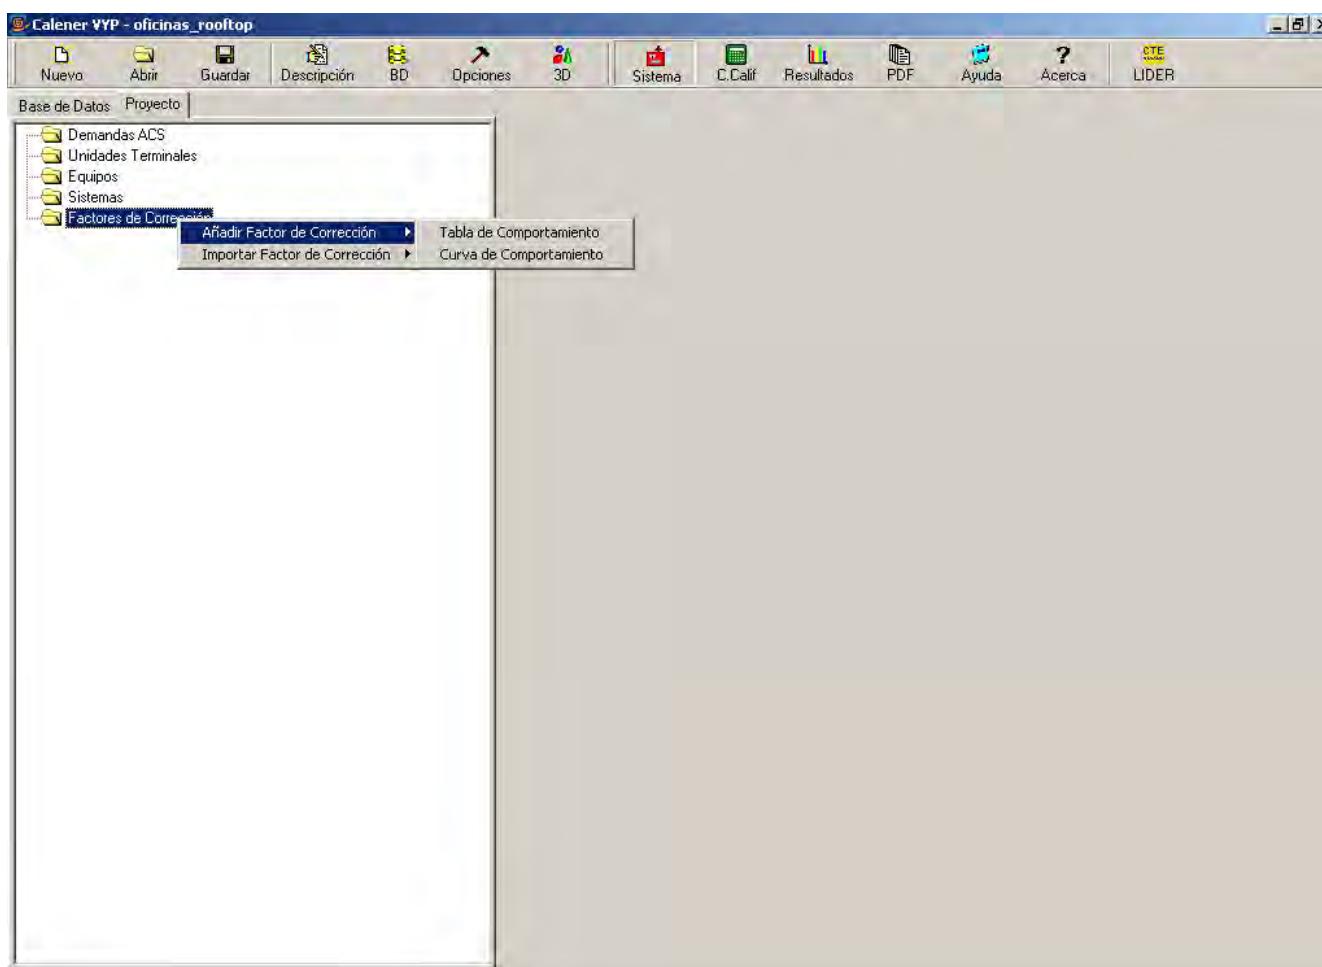 Calener VYP - oficinas_rooftop
Nuevo Abrir Guardar Descripción BD Opciones 3D Sistema C.Calif Resultados PDF Ayuda ? Acerca CTE LIDER
Base de Datos Proyecto
Demandas ACS
Unidades Terminales
Equipos
Sistemas
Factores de Corrección
Añadir Factor de Corrección Tabla de Comportamiento
Importar Factor de Corrección Curva de Comportamiento